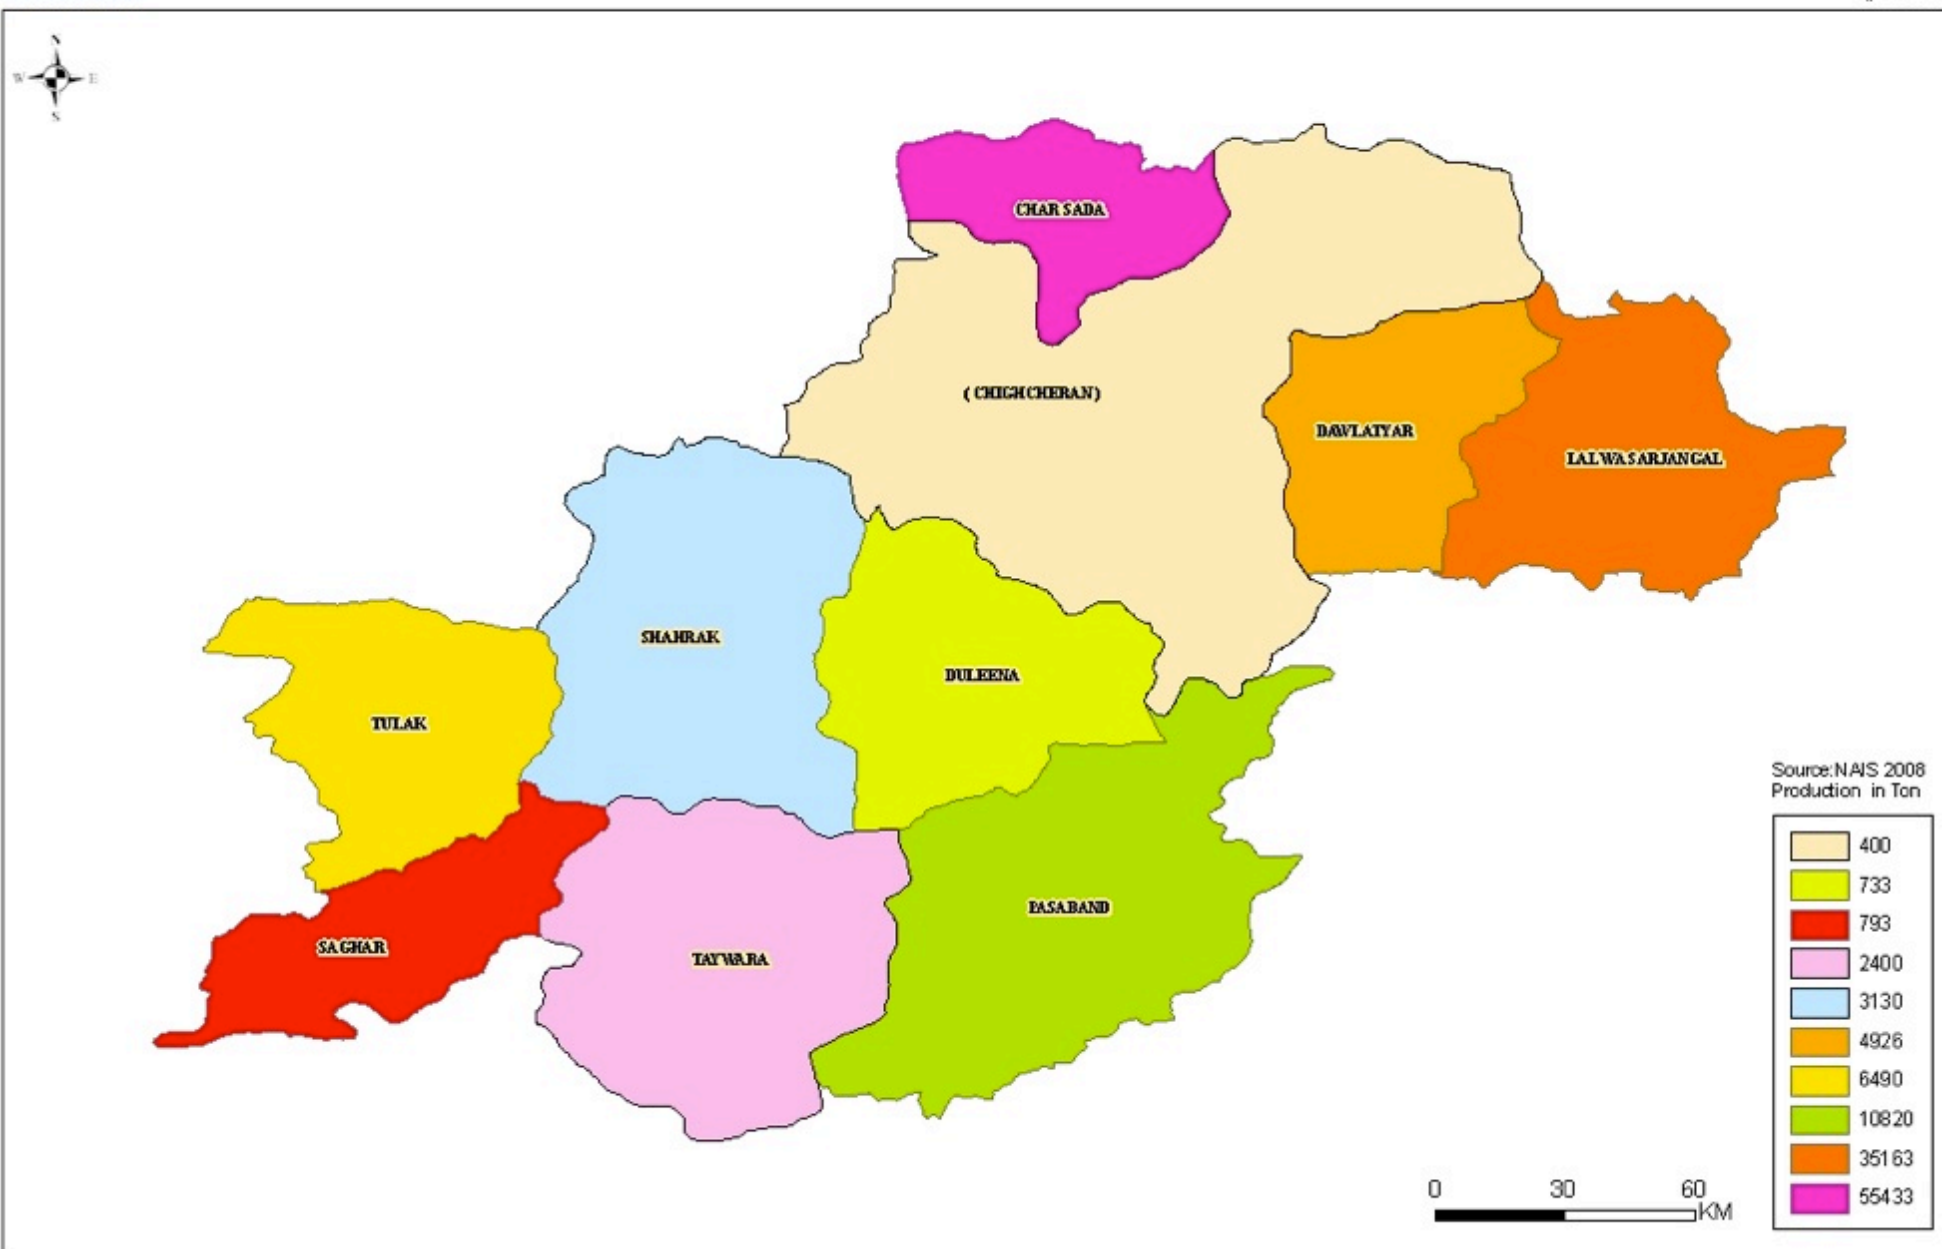 N
W E
S
CHAR SADA
( CHIGHCHERAN)
DAWLATYAR
LALWASARJANGAL
SHAHRAK
DULEENA
TULAK
PASABAND
SAGHAR
TAYWARA
Source:NAIS 2008
Production in Ton
400
733
793
2400
3130
4926
6490
10820
35163
55433
0 30 60
KM